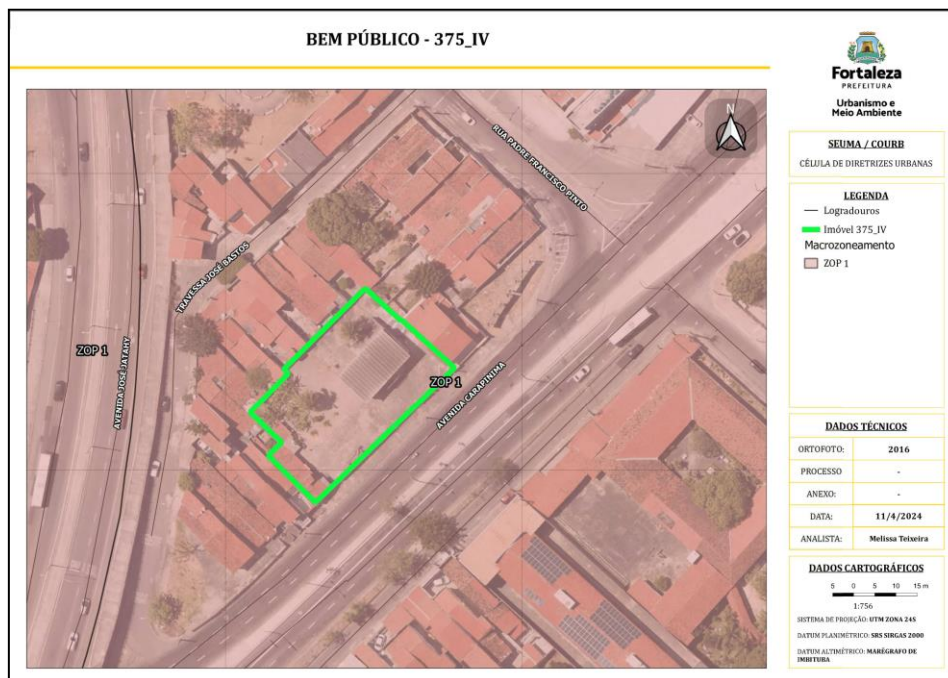 BEM PÚBLICO - 375_IV
Fortaleza
PREFEITURA
Urbanismo e
Meio Ambiente
SEUMA / COURB
CÉLULA DE DIRETRIZES URBANAS
LEGENDA
Logradouros
Imóvel 375_IV
Macrozoneamento
ZOP 1
N
RUA PADRE FRANCISCO PINTO
TRAVESSA JOSÉ BASTOS
ZOP 1
AVENIDA JOSÉ JATAHY
ZOP 1
AVENIDA CARAPINIMA
DADOS TÉCNICOS
ORTOFOTO: 2016
PROCESSO -
ANEXO: -
DATA: 11/4/2024
ANALISTA: Melissa Teixeira
DADOS CARTOGRÁFICOS
5 0 5 10 15 m
1:756
SISTEMA DE PROJEÇÃO: UTM ZONA 24S
DATUM PLANIMÉTRICO: SRS SIRGAS 2000
DATUM ALTIMÉTRICO: MARÉGRAFO DE
IMBITUBA